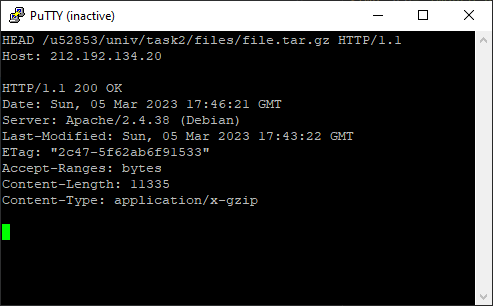 PuTTY (inactive)
HEAD /u52853/univ/task2/files/file.tar.gz HTTP/1.1
Host: 212.192.134.20
HTTP/1.1 200 OK
Date: Sun, 05 Mar 2023 17:46:21 GMT
Server: Apache/2.4.38 (Debian)
Last-Modified: Sun, 05 Mar 2023 17:43:22 GMT
ETag: "2c47-5f62ab6f91533"
Accept-Ranges: bytes
Content-Length: 11335
Content-Type: application/x-gzip